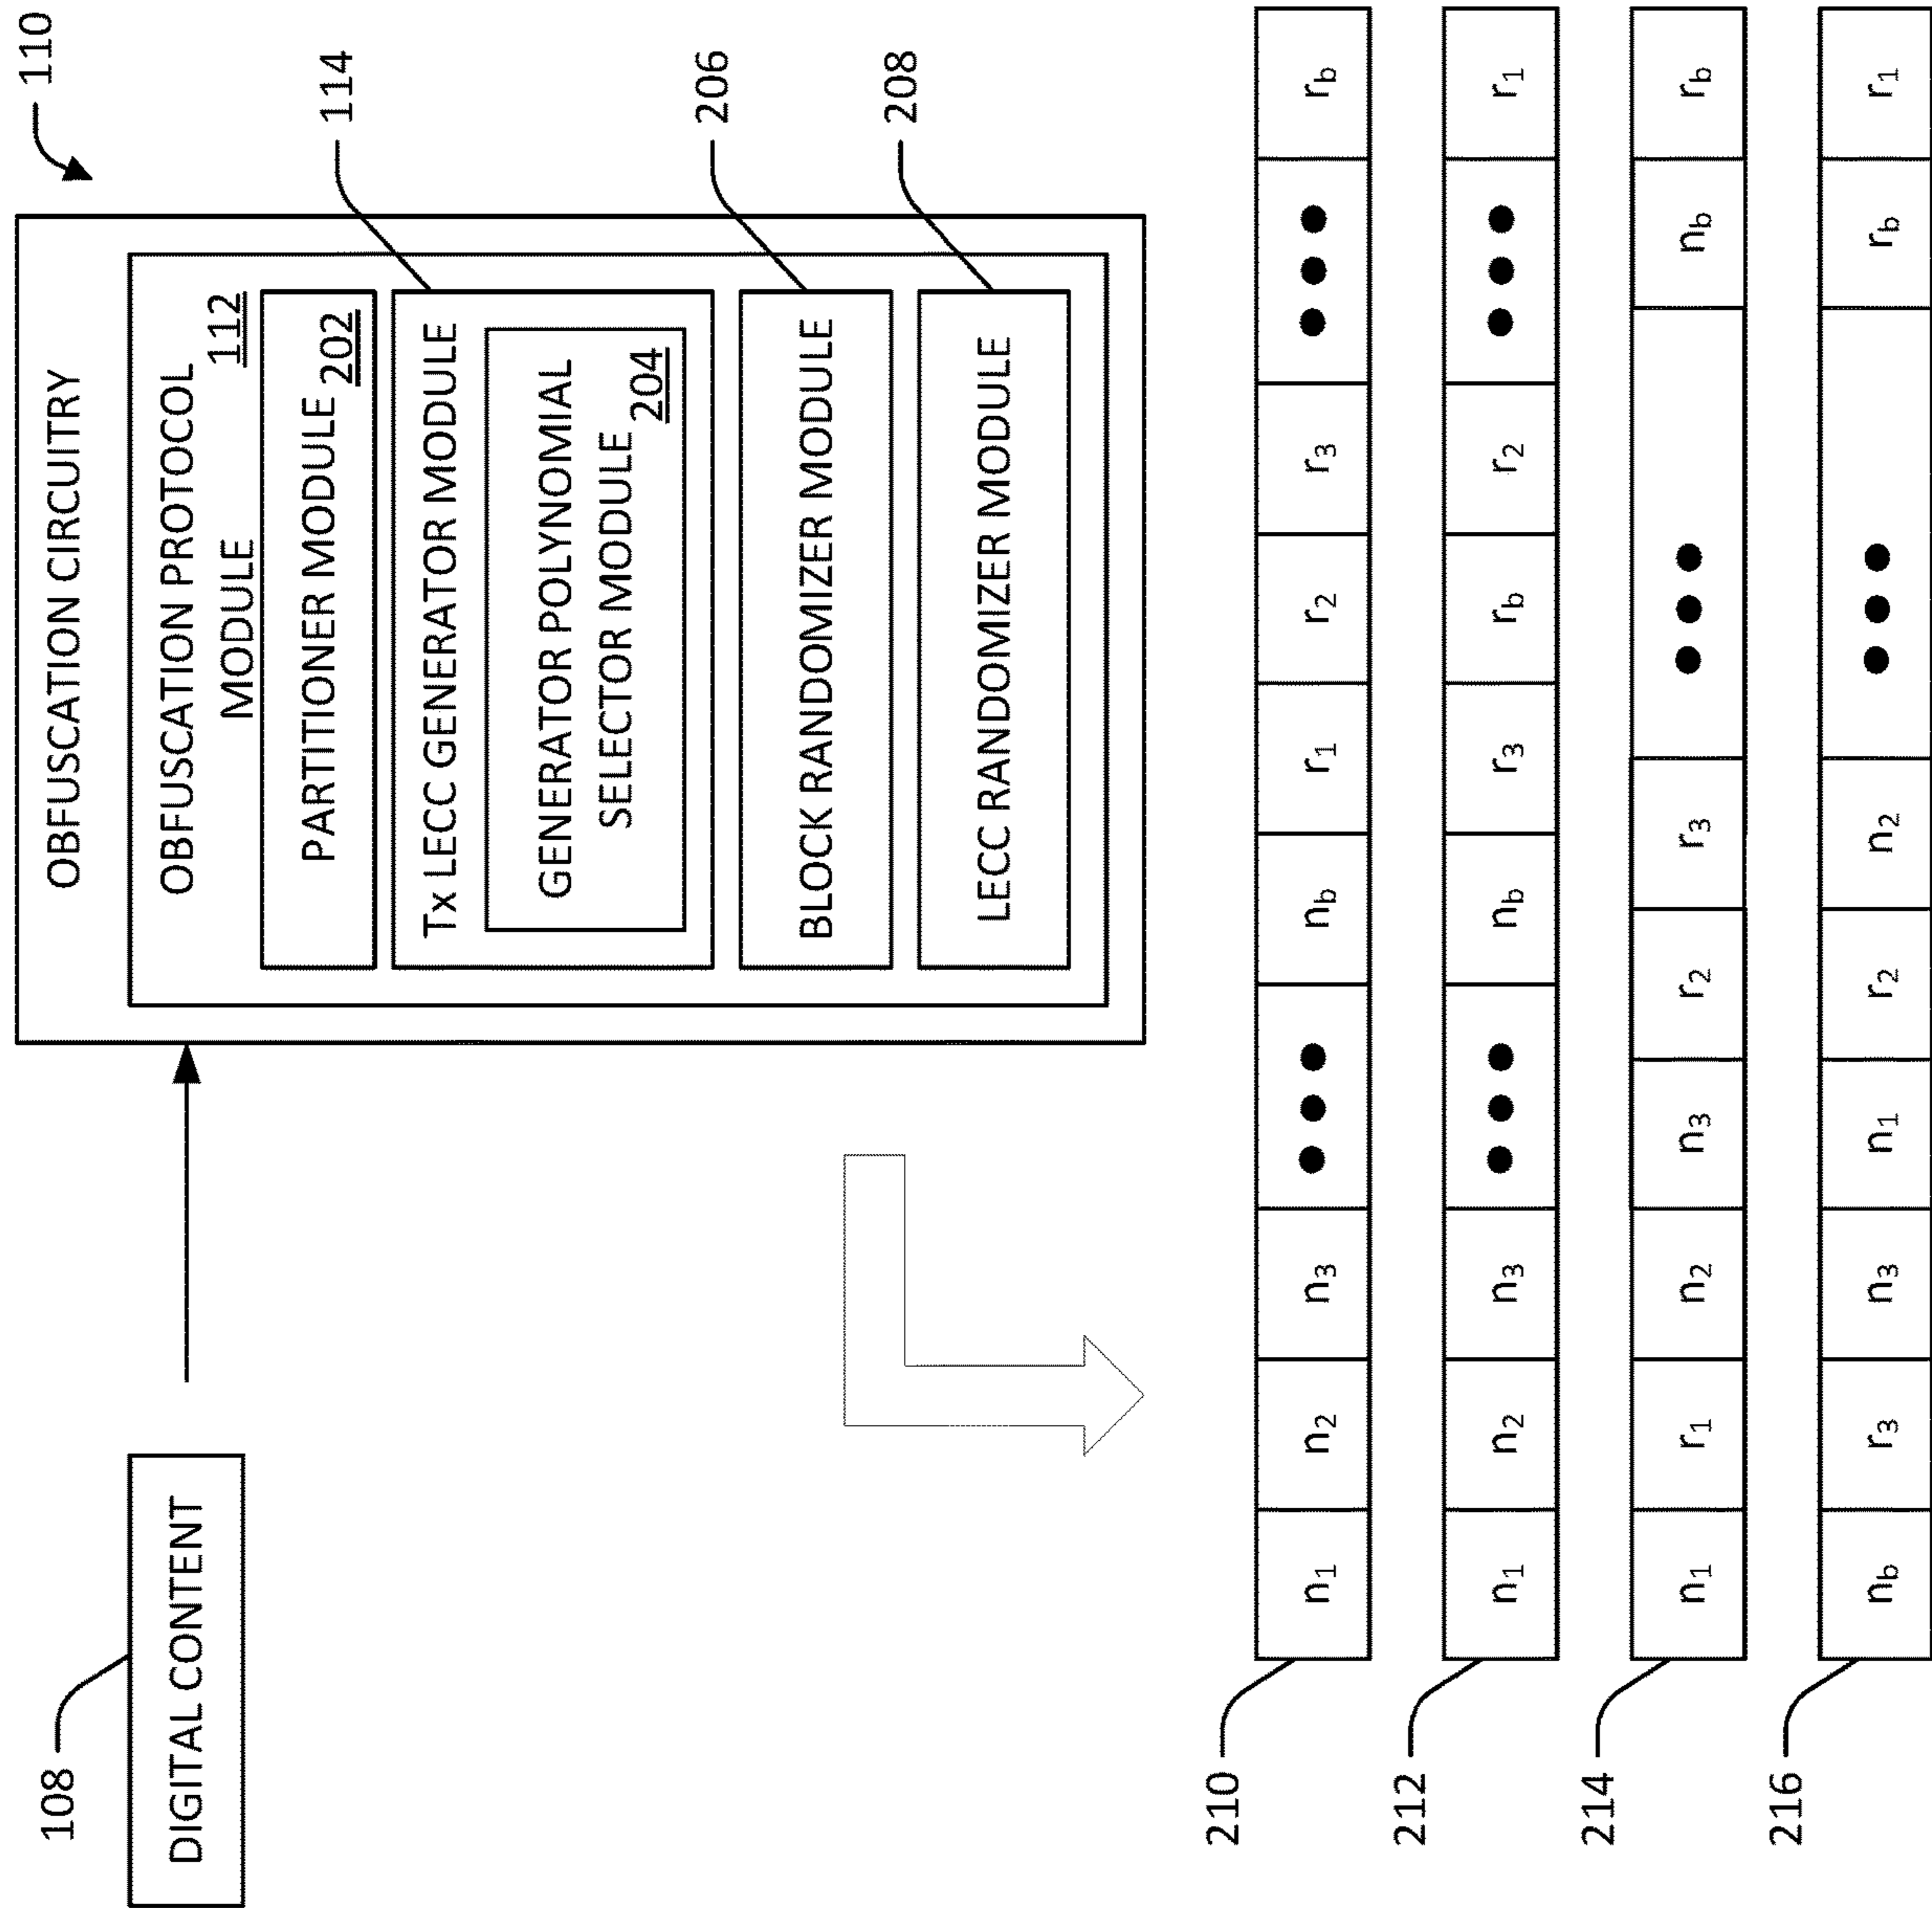 110
108
DIGITAL CONTENT
OBFUSCATION CIRCUITRY
OBFUSCATION PROTOCOL
MODULE 112
PARTITIONER MODULE 202
114
Tx LECC GENERATOR MODULE
GENERATOR POLYNOMIAL
SELECTOR MODULE 204
BLOCK RANDOMIZER MODULE
206
LECC RANDOMIZER MODULE
208
210
n1 n2 n3 ●●● nb r1 r2 r3 ●●● rb
212
n1 n2 n3 ●●● nb r3 rb r2 ●●● r1
214
n1 r1 n2 n3 r2 r3 ●●● nb rb
216
nb r3 n3 n1 r2 n2 ●●● rb r1